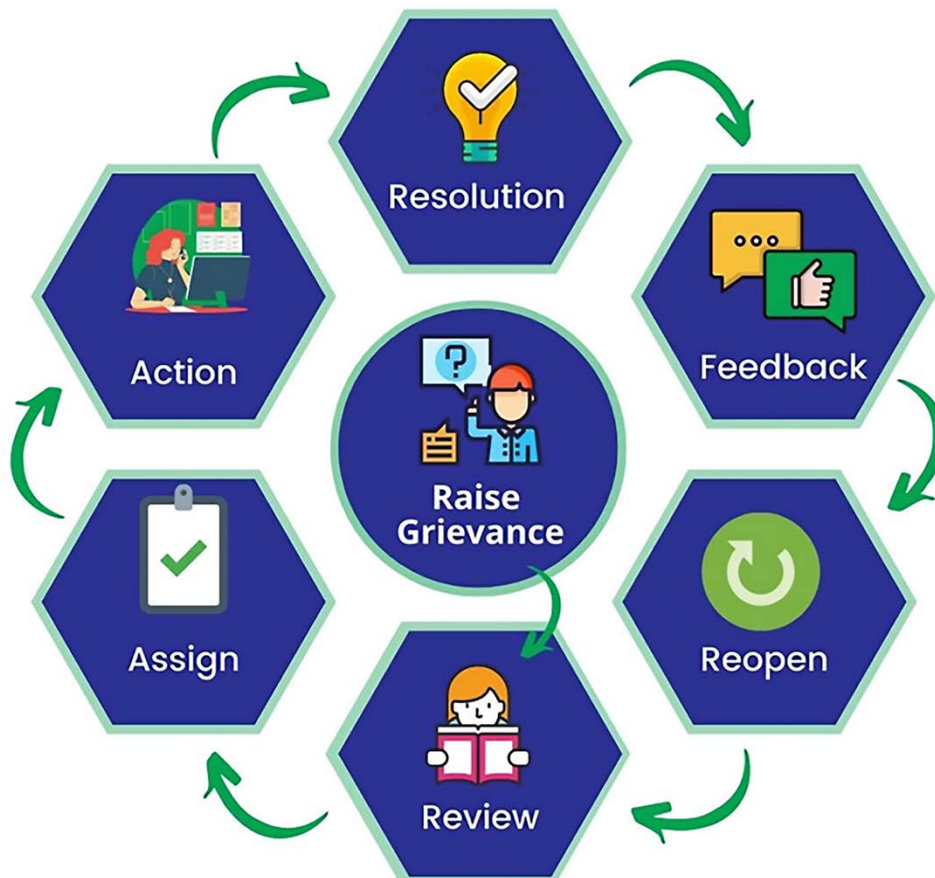 Resolution
Action
Feedback
Raise
Grievance
Assign
Reopen
Review